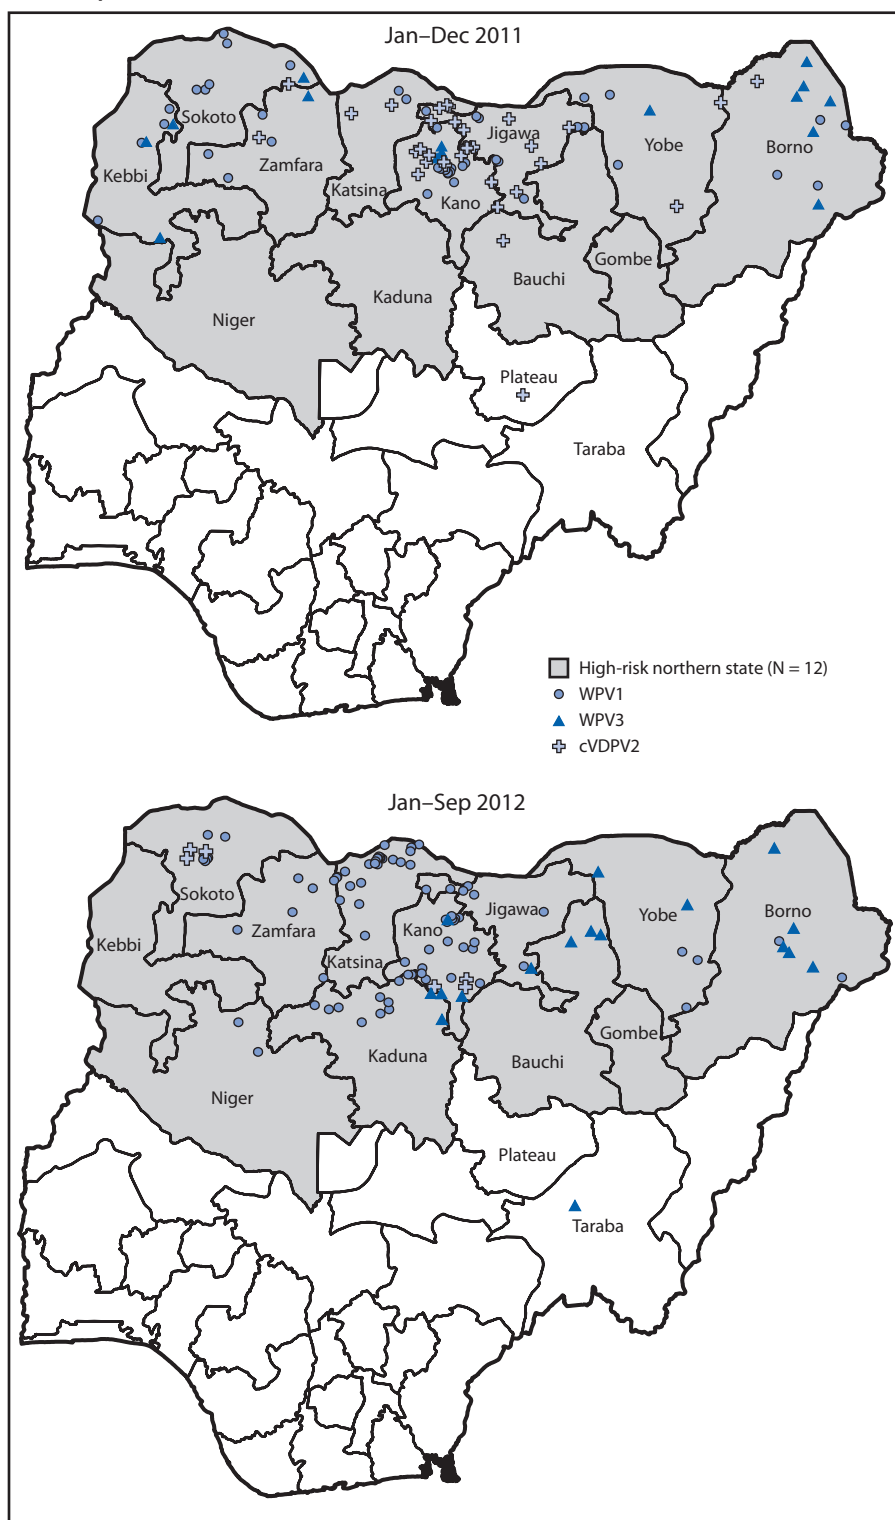 Jan–Dec 2011
Sokoto
Zamfara
Kebbi
Katsina
Kano
Jigawa
Yobe
Borno
Bauchi
Gombe
Kaduna
Niger
Plateau
Taraba
High-risk northern state (N = 12)
WPV1
WPV3
cVDPV2
Jan–Sep 2012
Sokoto
Kebbi
Zamfara
Katsina
Kano
Jigawa
Yobe
Borno
Gombe
Bauchi
Kaduna
Niger
Plateau
Taraba